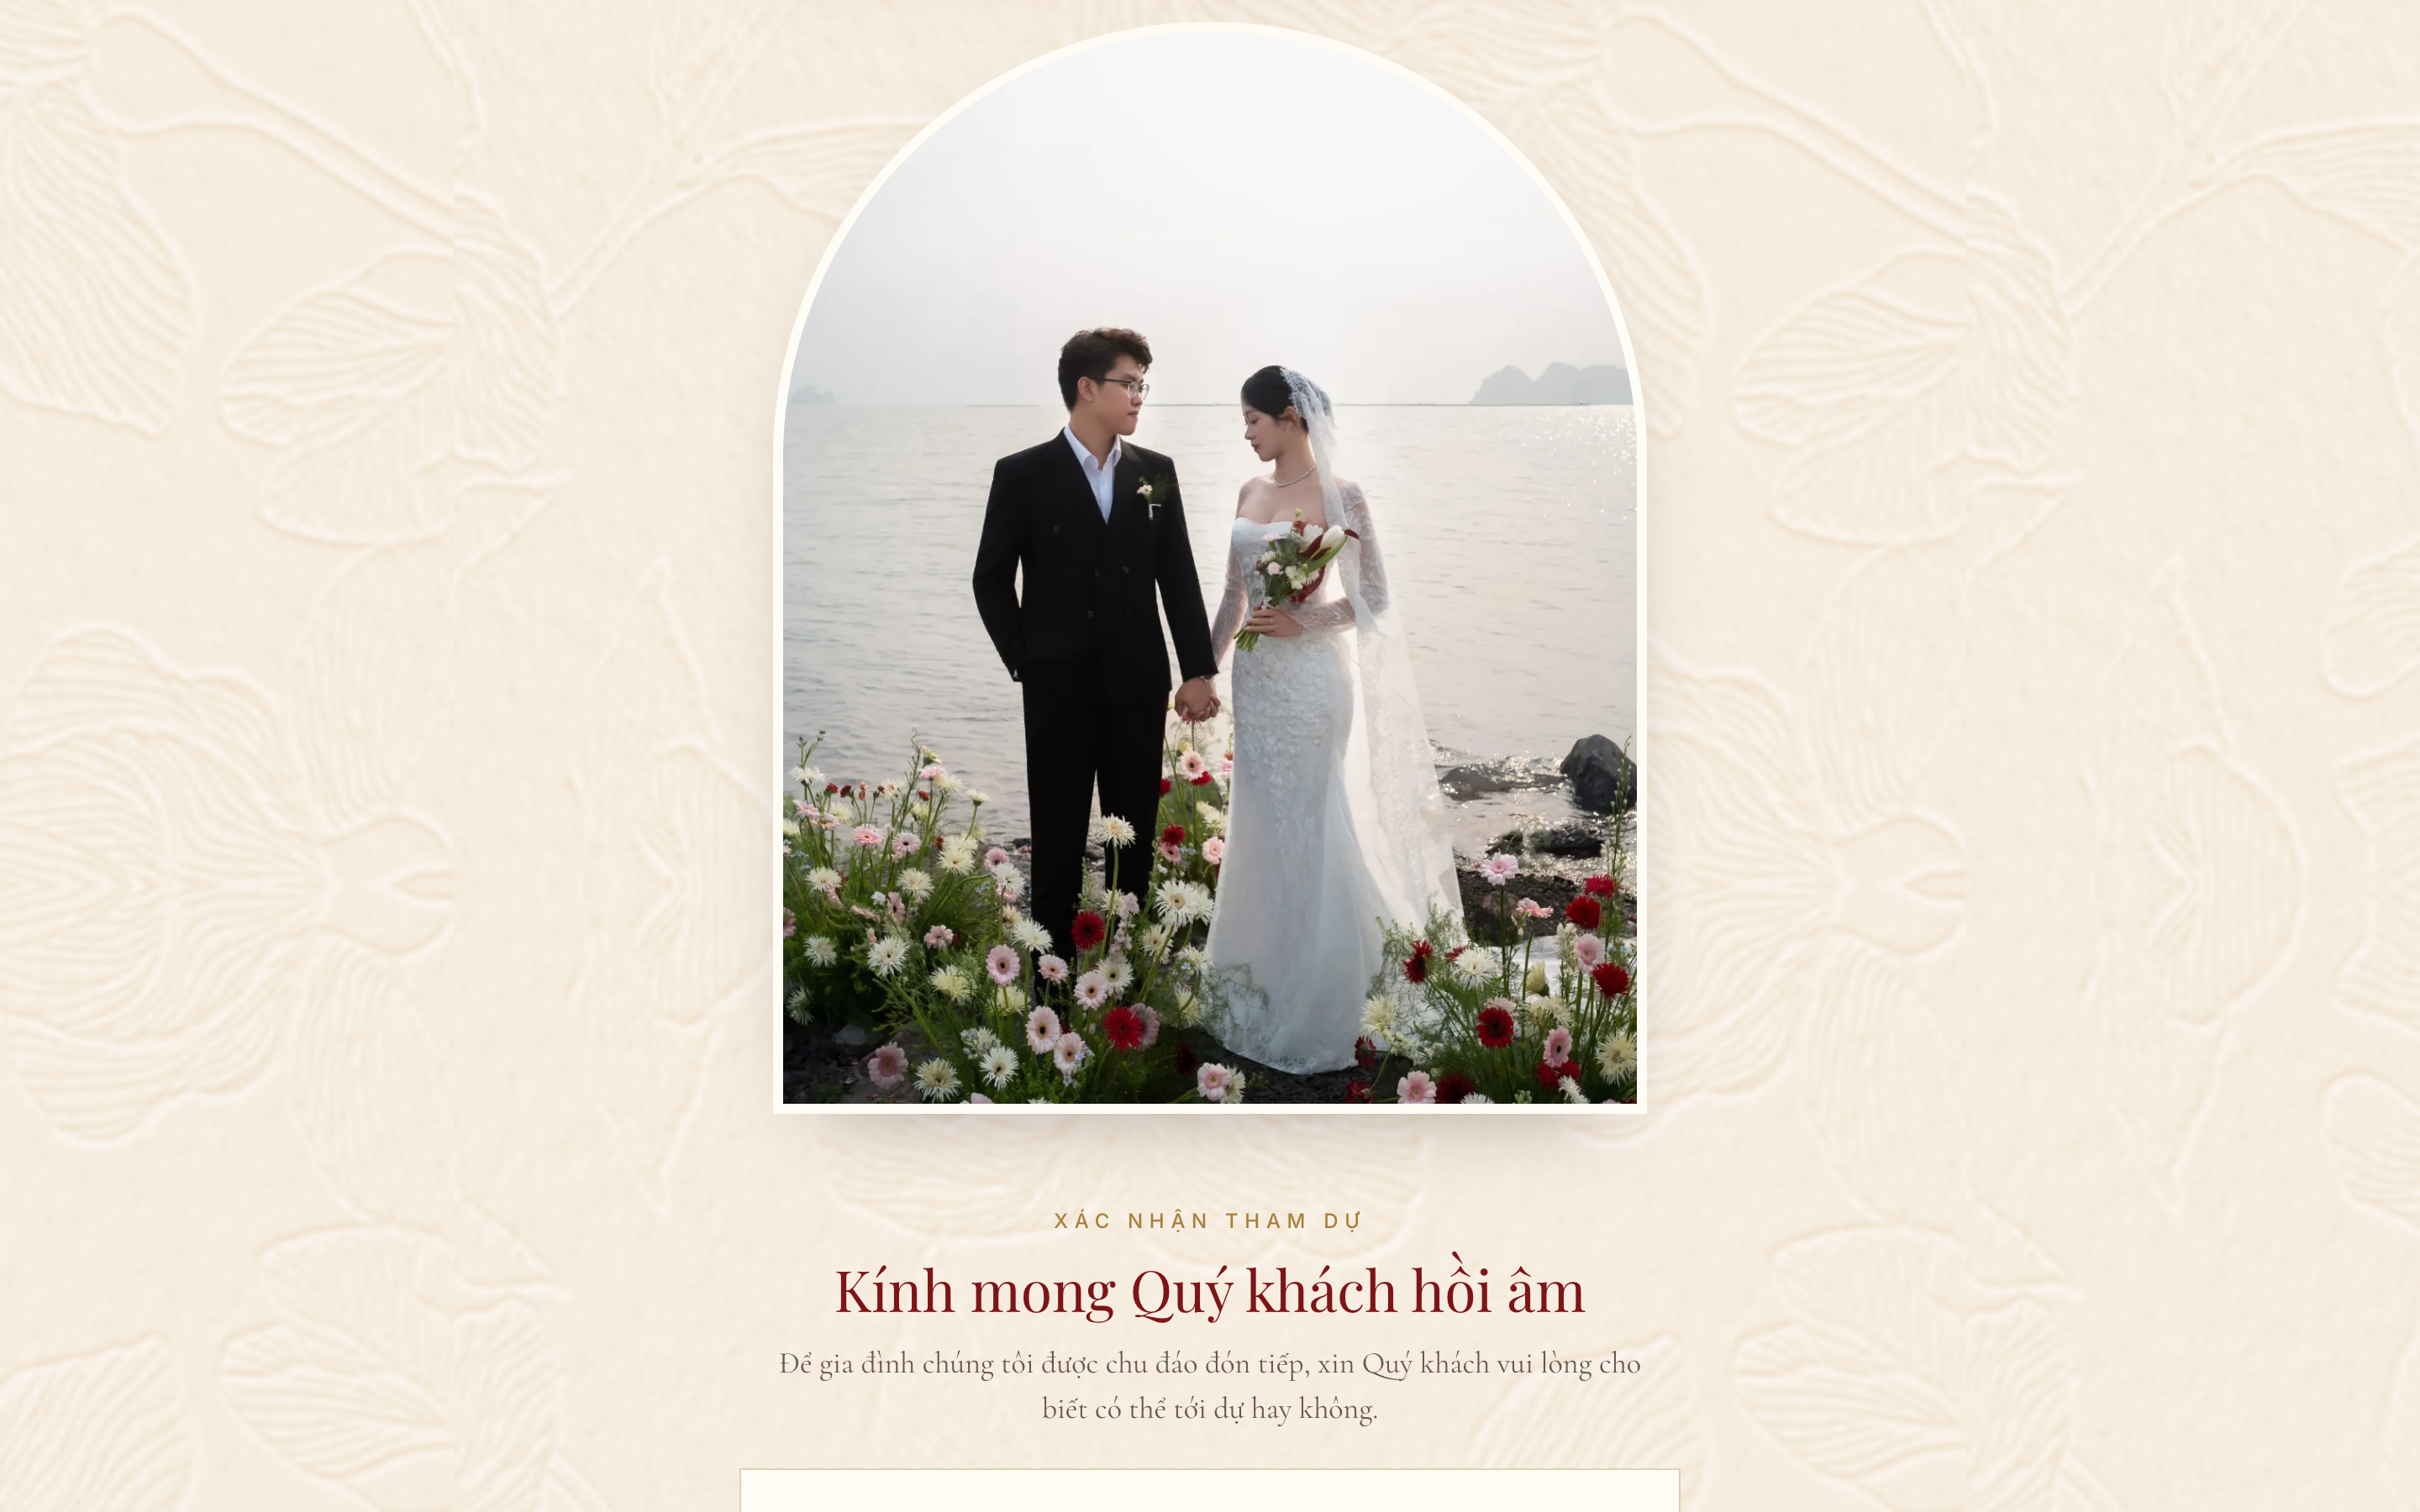 XÁC NHẬN THAM DỰ
Kính mong Quý khách hồi âm
Để gia đình chúng tôi được chu đáo đón tiếp, xin Quý khách vui lòng cho
biết có thể tới dự hay không.